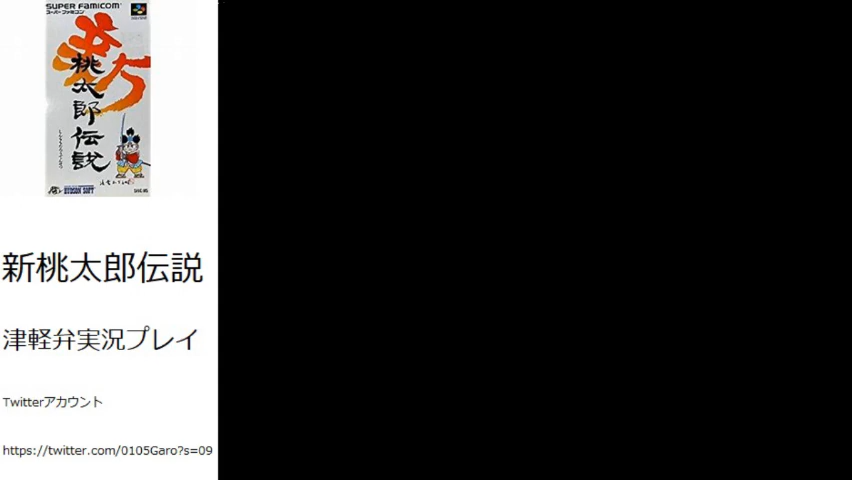 SUPER FAMICOM
スーパーファミコン
新
桃太郎伝説
HUDSON SOFT
新桃太郎伝説
津軽弁実況プレイ
Twitterアカウント
https://twitter.com/0105Garo?s=09